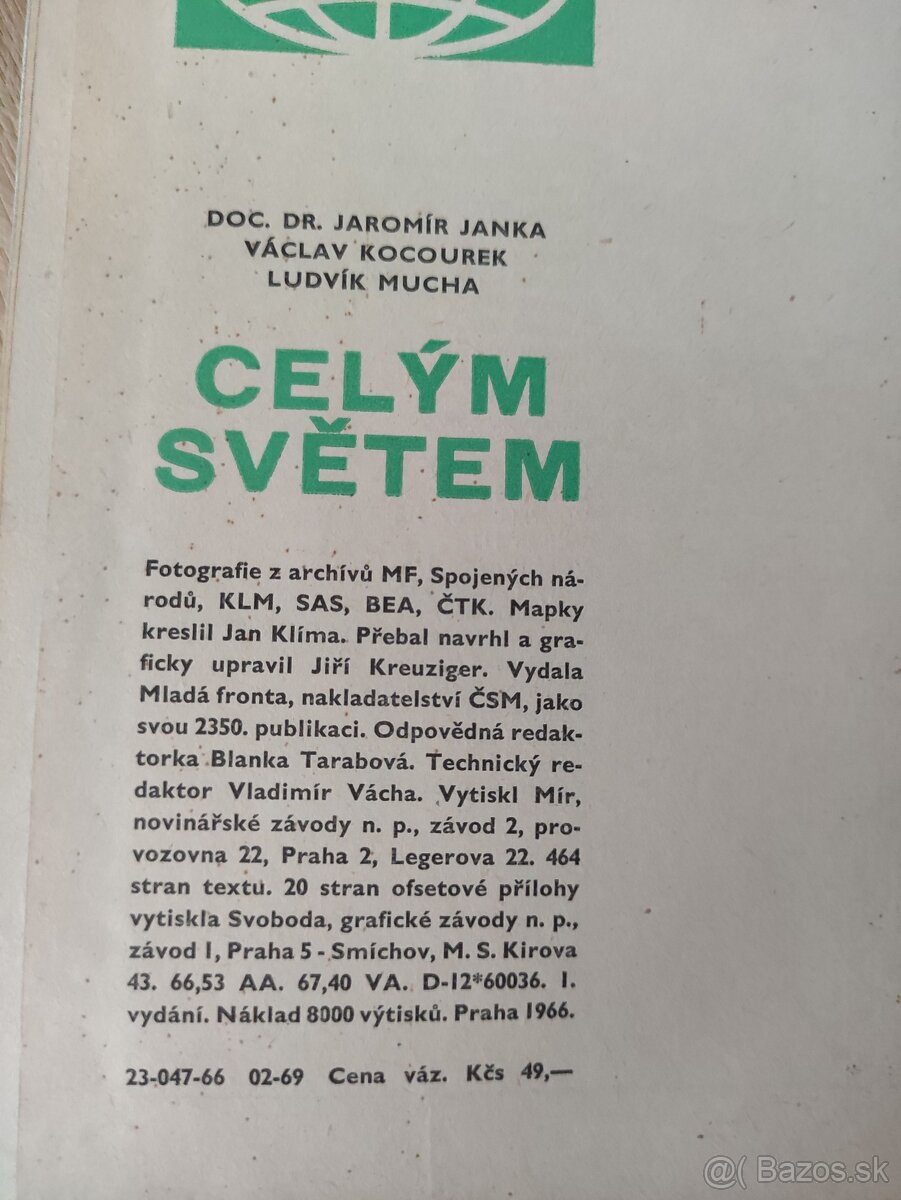 DOC. DR. JAROMÍR JANKA
VÁCLAV KOCOUREK
LUDVÍK MUCHA
CELÝM
SVĚTEM
Fotografie z archívů MF, Spojených ná-
rodů, KLM, SAS, BEA, ČTK. Mapky
kreslil Jan Klíma. Přebal navrhl a gra-
ficky upravil Jiří Kreuziger. Vydala
Mladá fronta, nakladatelství ČSM, jako
svou 2350. publikaci. Odpovědná redak-
torka Blanka Tarabová. Technický re-
daktor Vladimír Vácha. Vytiskl Mír,
novinářské závody n. p., závod 2, pro-
vozovna 22, Praha 2, Legerova 22. 464
stran textu. 20 stran ofsetové přílohy
vytiskla Svoboda, grafické závody n. p.,
závod 1, Praha 5 - Smíchov, M. S. Kirova
43. 66,53 AA. 67,40 VA. D-12*60036. 1.
vydání. Náklad 8000 výtisků. Praha 1966.
23-047-66 02-69 Cena váz. Kčs 49,—
@( Bazos.sk